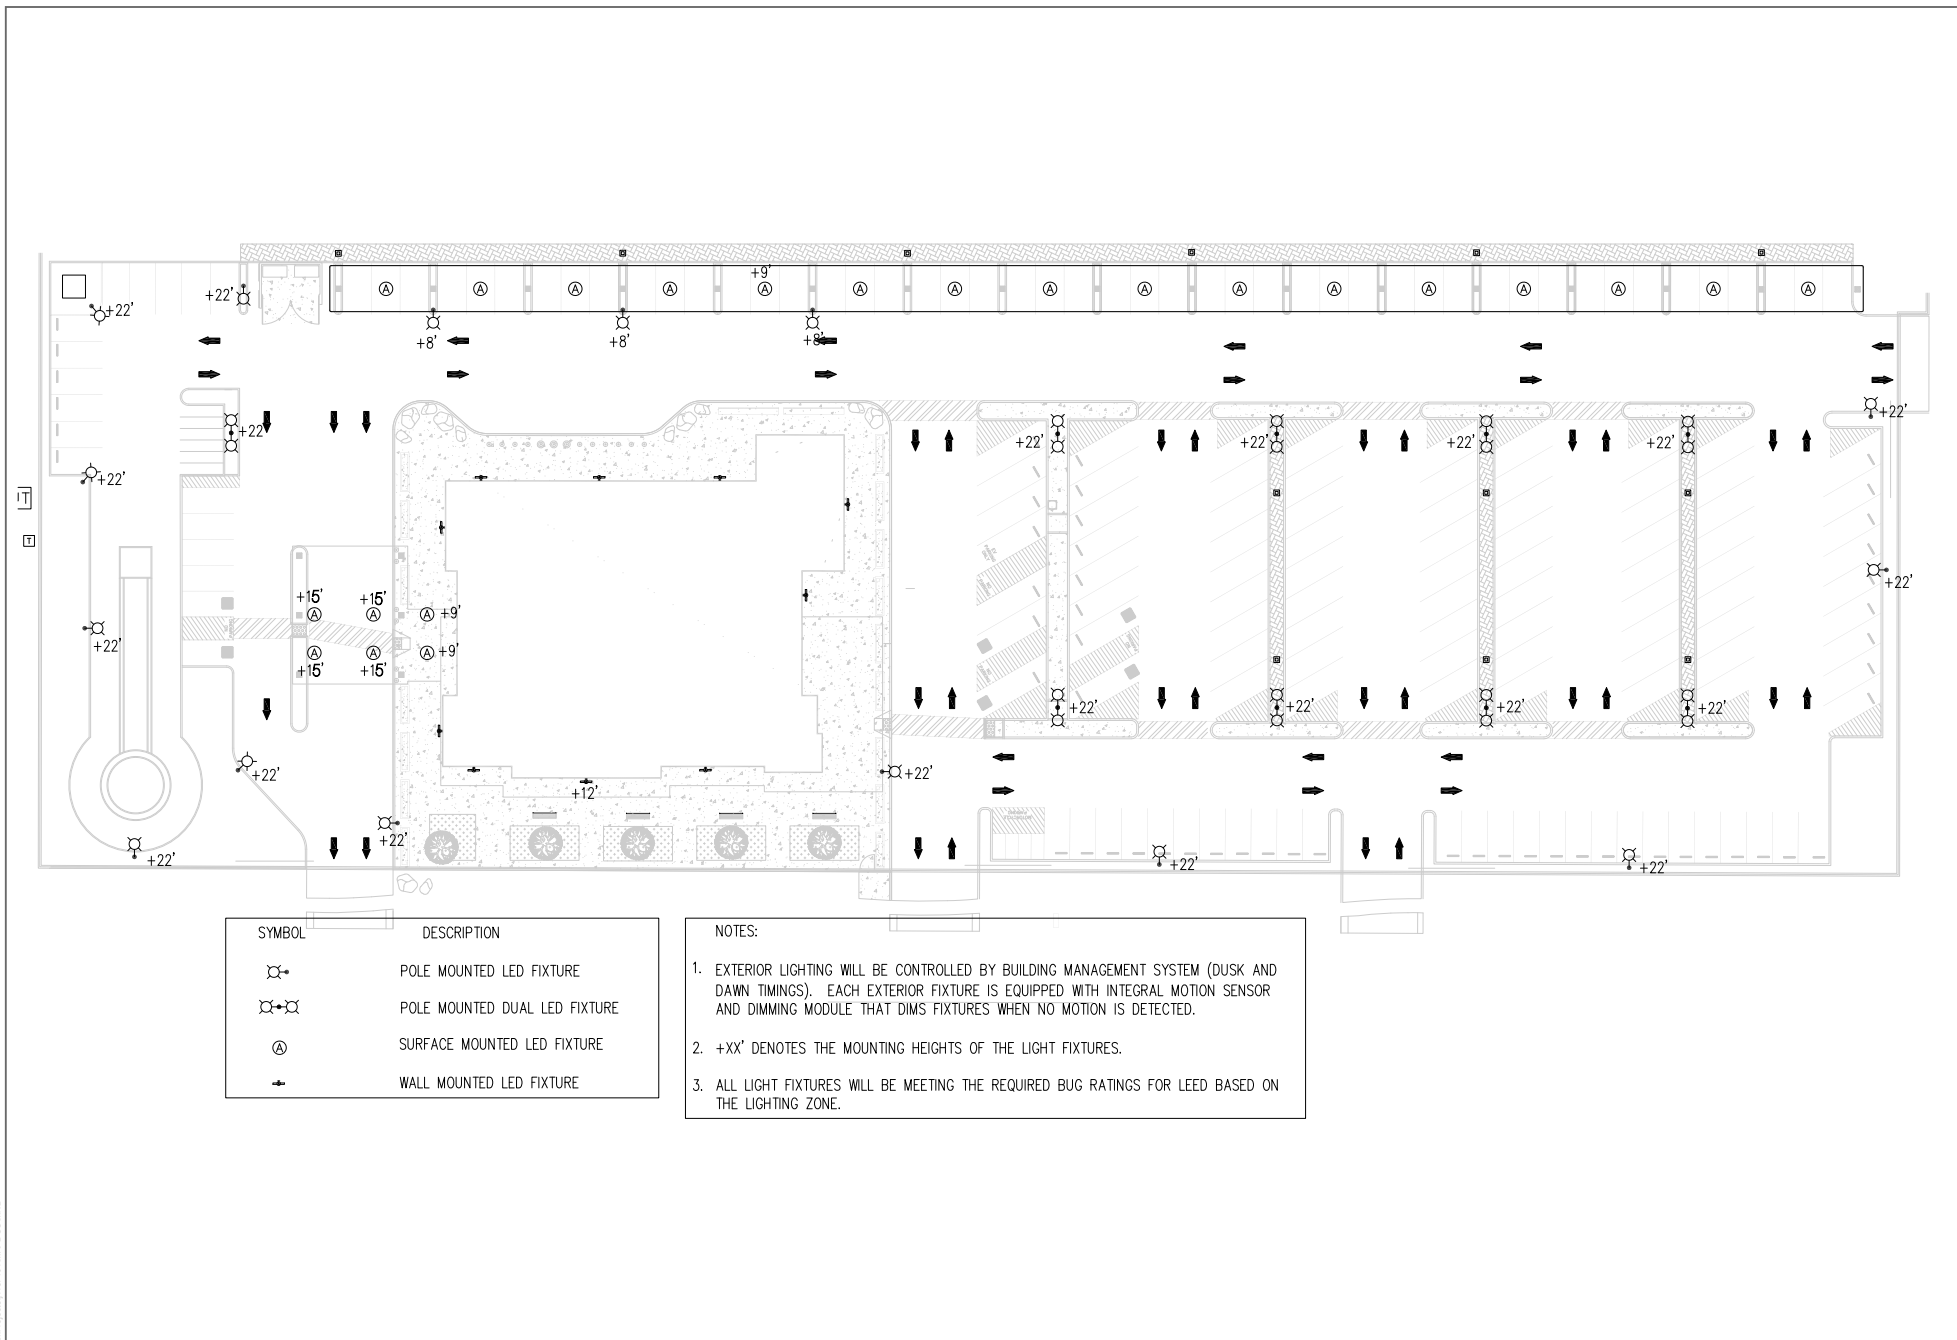 +9'
+22'
+22'
+8'
+8'
+8'
+22'
+22
+22'
+22'
+22'
+22'
+22'
T
T
+22'
+15'
+15'
+9'
+22'
+9'
+15'
+15'
+22'
+22'
+22'
+22'
+22'
+22'
+22'
+12'
+22'
+22'
+22'
+22'
SYMBOL DESCRIPTION
POLE MOUNTED LED FIXTURE
POLE MOUNTED DUAL LED FIXTURE
A SURFACE MOUNTED LED FIXTURE
WALL MOUNTED LED FIXTURE
NOTES:
1. EXTERIOR LIGHTING WILL BE CONTROLLED BY BUILDING MANAGEMENT SYSTEM (DUSK AND
DAWN TIMINGS). EACH EXTERIOR FIXTURE IS EQUIPPED WITH INTEGRAL MOTION SENSOR
AND DIMMING MODULE THAT DIMS FIXTURES WHEN NO MOTION IS DETECTED.
2. +XX' DENOTES THE MOUNTING HEIGHTS OF THE LIGHT FIXTURES.
3. ALL LIGHT FIXTURES WILL BE MEETING THE REQUIRED BUG RATINGS FOR LEED BASED ON
THE LIGHTING ZONE.